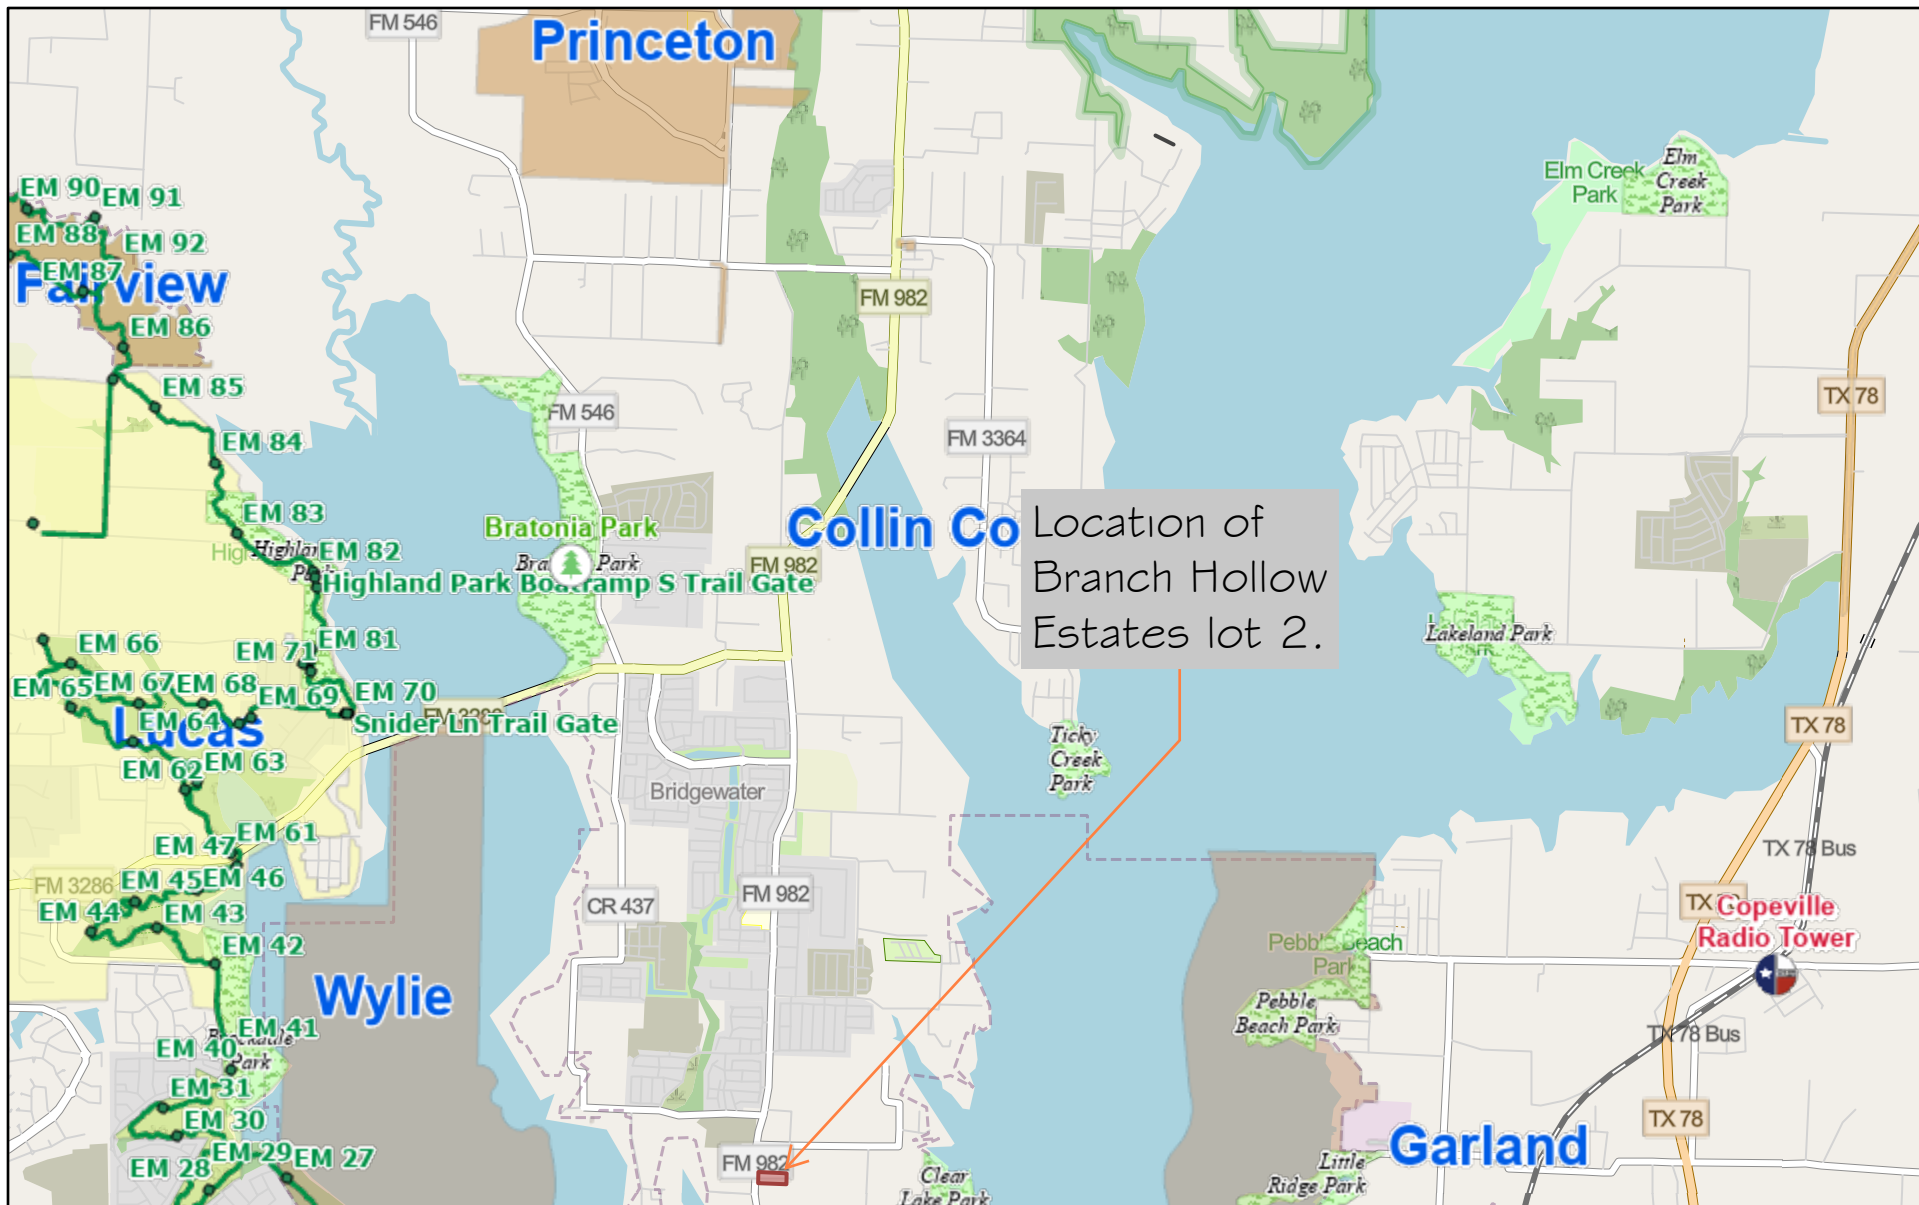 FM 546
Princeton
Elm Creek
Park
Elm
Creek
Park
EM 90
EM 91
EM 88
EM 92
EM 87
Fairview
FM 982
EM 86
EM 85
TX 78
FM 546
EM 84
FM 3364
EM 83
Bratonia Park
Collin Co
Location of
Branch Hollow
Estates lot 2.
EM 82
Park
FM 982
Highland Park Boatramp S Trail Gate
EM 66
EM 81
EM 71
Lakeland Park
EM 65
EM 67
EM 68
EM 69
EM 70
EM 64
Lucas
Snider Ln Trail Gate
TX 78
EM 62
EM 63
Ticky
Creek
Park
Bridgewater
EM 61
EM 47
TX 78 Bus
FM 3286
EM 45
EM 46
CR 437
FM 982
EM 44
EM 43
Copeville
Radio Tower
EM 42
Pebble Beach
Park
Wylie
Pebble
Beach Park
EM 41
EM 40
Park
TX 78 Bus
EM 31
EM 30
TX 78
Garland
EM 29
EM 27
EM 28
FM 982
Clear
Lake Park
Little
Ridge Park